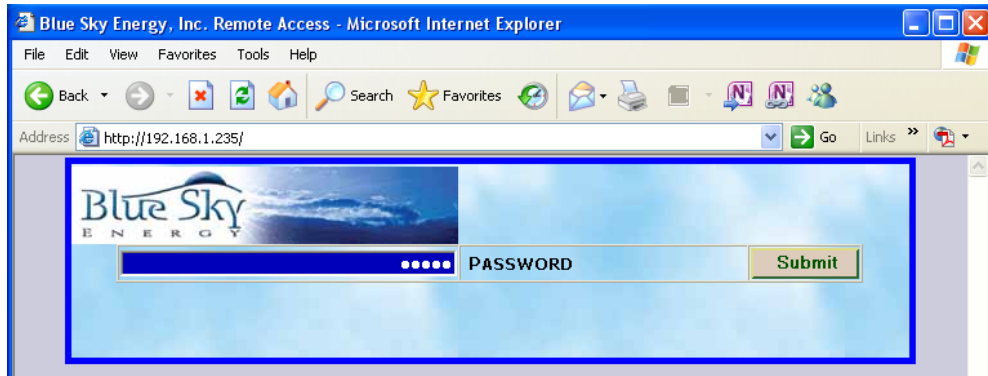 Blue Sky Energy, Inc. Remote Access - Microsoft Internet Explorer
File Edit View Favorites Tools Help
Back Search Favorites
Address http://192.168.1.235/ Go Links »
Blue Sky
ENERGY
●●●●● PASSWORD Submit